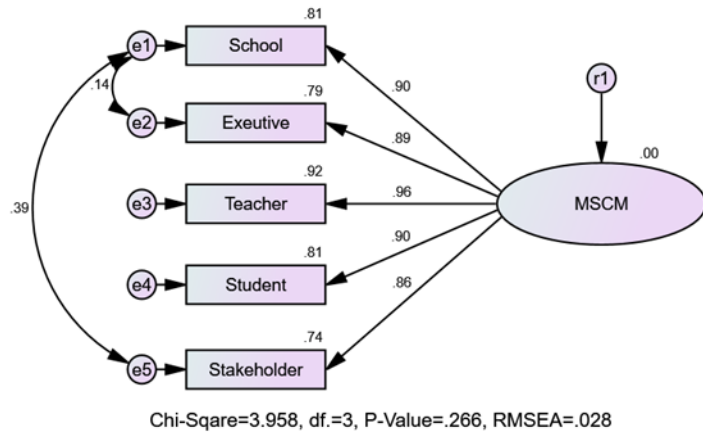 .81
e1
School
.14
.90
r1
.79
e2
Exeutive
.89
.00
.92
e3
Teacher
.96
MSCM
.39
.81
.90
e4
Student
.86
.74
e5
Stakeholder
Chi-Sqare=3.958, df.=3, P-Value=.266, RMSEA=.028